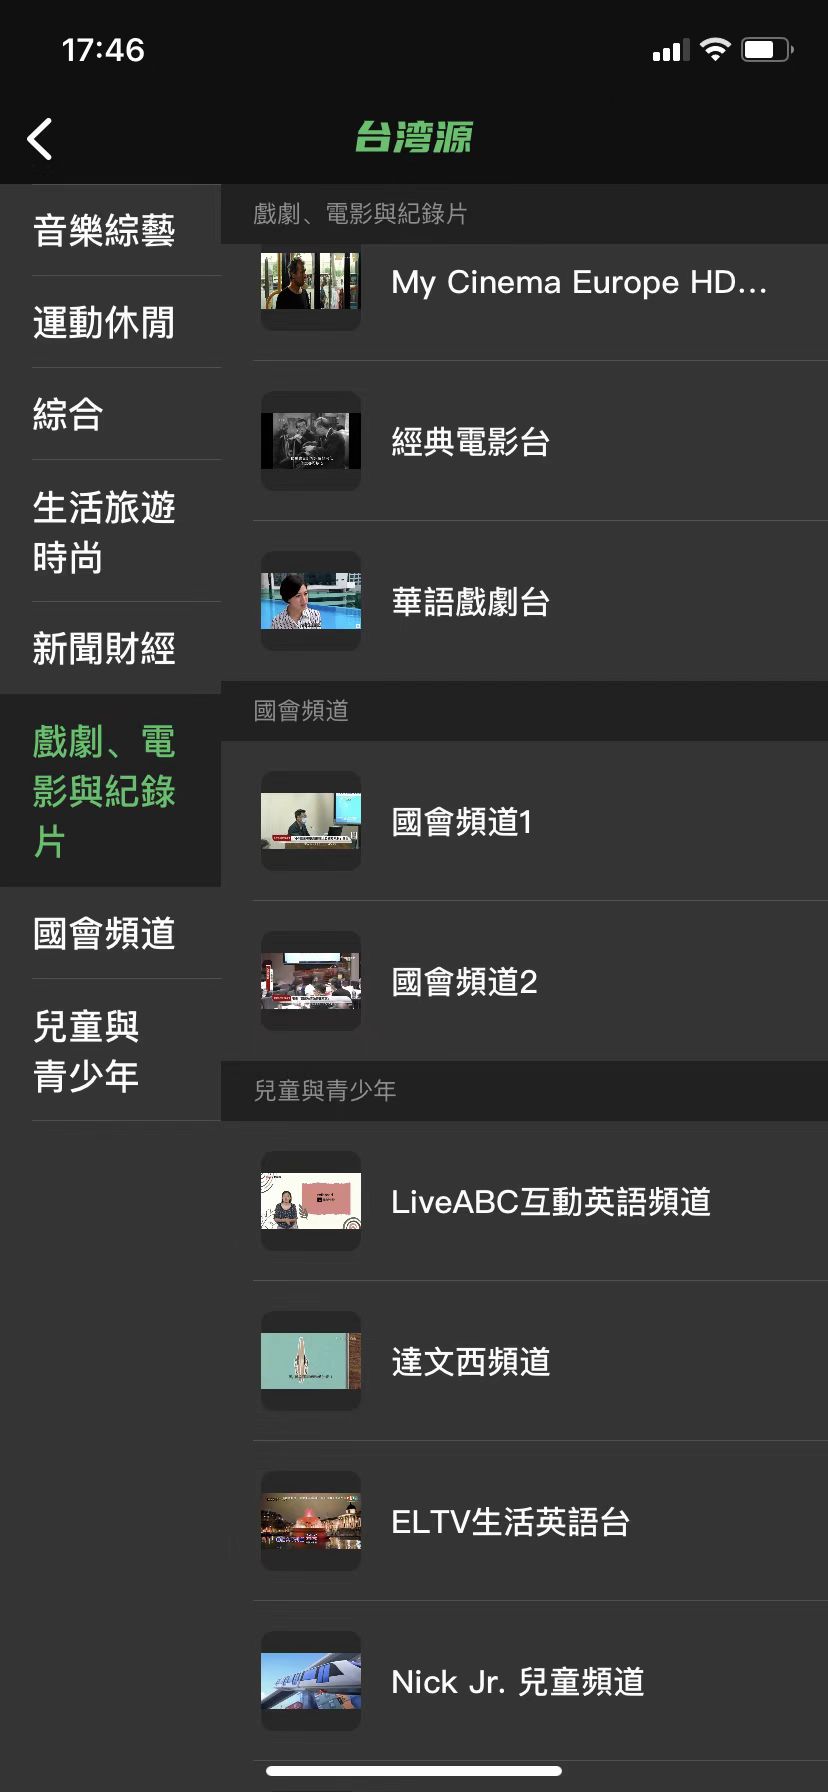 17:46
台湾源
音樂綜藝
運動休閒
綜合
生活旅遊
時尚
新聞財經
戲劇、電
影與紀錄
片
國會頻道
兒童與
青少年
戲劇、電影與紀錄片
My Cinema Europe HD...
經典電影台
華語戲劇台
國會頻道
國會頻道1
國會頻道2
兒童與青少年
LiveABC互動英語頻道
達文西頻道
ELTV生活英語台
Nick Jr. 兒童頻道